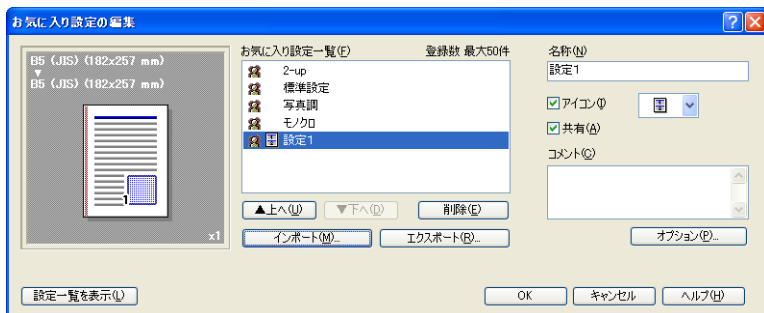 お気に入り設定の編集
B5 (JIS) (182x257 mm)
B5 (JIS) (182x257 mm)
1
x1
お気に入り設定一覧(F) 登録数 最大50件
2-up
標準設定
写真調
モノクロ
設定1
▲上へ(U) ▼下へ(D) 削除(E)
インポート(M)... エクスポート(R)...
名称(N)
設定1
アイコン(I)
共有(A)
コメント(C)
オプション(P)...
設定一覧を表示(L) OK キャンセル ヘルプ(H)